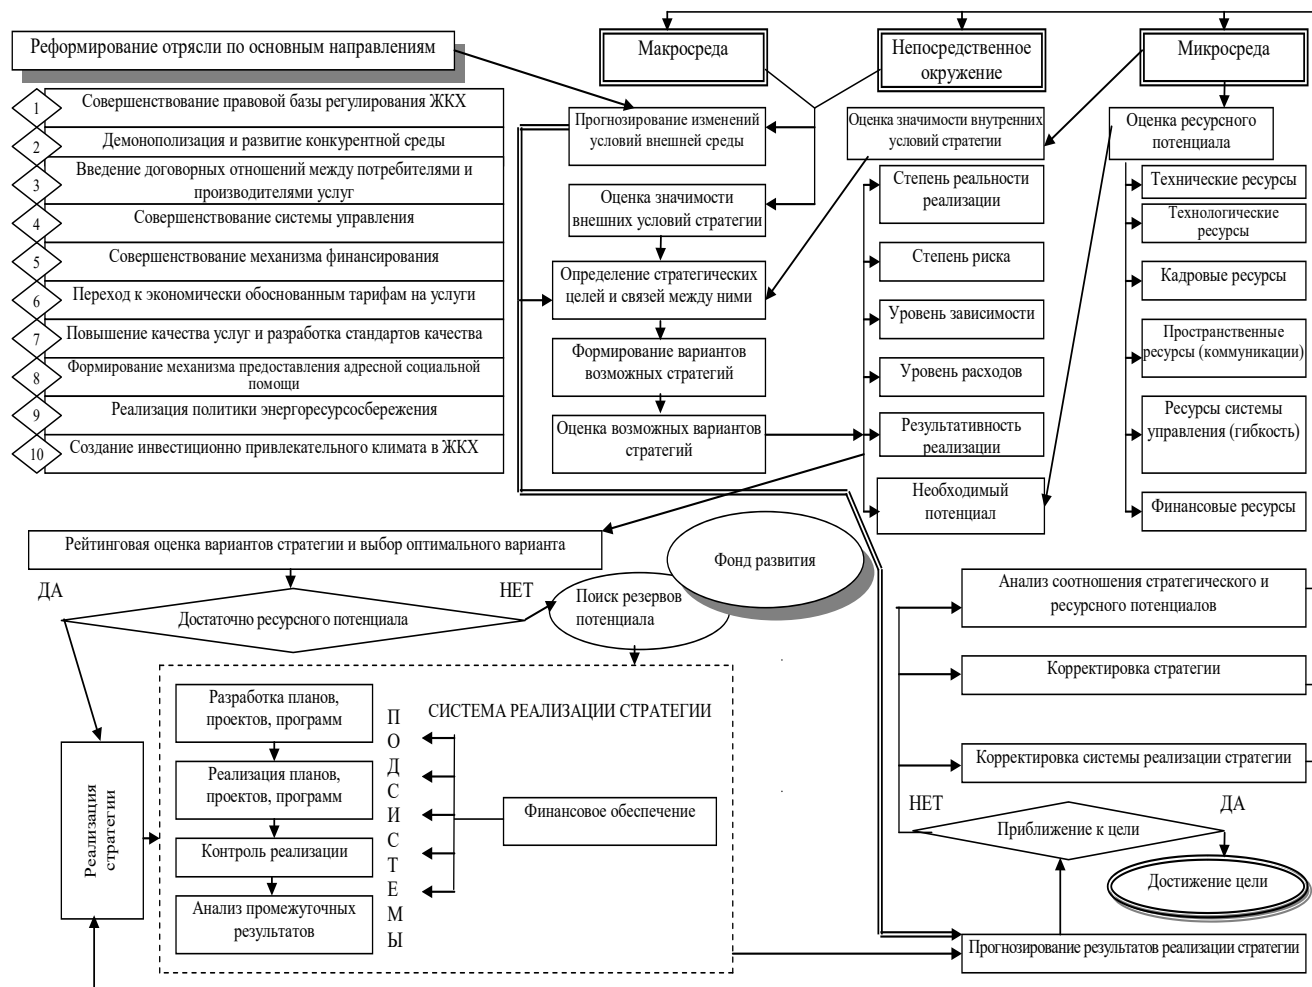 Реформирование отрясли по основным направлениям
1
Совершенствование правовой базы регулирования ЖКХ
2
Демонополизация и развитие конкурентной среды
3
Введение договорных отношений между потребителями и
производителями услуг
4
Совершенствование системы управления
5
Совершенствование механизма финансирования
6
Переход к экономически обоснованным тарифам на услуги
7
Повышение качества услуг и разработка стандартов качества
8
Формирование механизма предоставления адресной социальной
помощи
9
Реализация политики энергоресурсосбережения
10
Создание инвестиционно привлекательного климата в ЖКХ
Макросреда
Непосредственное
окружение
Микросреда
Прогнозирование изменений
условий внешней среды
Оценка значимости
внешних условий стратегии
Определение стратегических
целей и связей между ними
Формирование вариантов
возможных стратегий
Оценка возможных вариантов
стратегий
Оценка значимости внутренних
условий стратегии
Степень реальности
реализации
Степень риска
Уровень зависимости
Уровень расходов
Результативность
реализации
Необходимый
потенциал
Оценка ресурсного
потенциала
Технические ресурсы
Технологические
ресурсы
Кадровые ресурсы
Пространственные
ресурсы (коммуникации)
Ресурсы системы
управления (гибкость)
Финансовые ресурсы
Рейтинговая оценка вариантов стратегии и выбор оптимального варианта
ДА
Достаточно ресурсного потенциала
НЕТ
Поиск резервов
потенциала
Фонд развития
Реализация
стратегии
Разработка планов,
проектов, программ
Реализация планов,
проектов, программ
Контроль реализации
Анализ промежуточных
результатов
П
О
Д
С
И
С
Т
Е
М
Ы
СИСТЕМА РЕАЛИЗАЦИИ СТРАТЕГИИ
Финансовое обеспечение
Анализ соотношения стратегического и
ресурсного потенциалов
Корректировка стратегии
Корректировка системы реализации стратегии
НЕТ
ДА
Приближение к цели
Достижение цели
Прогнозирование результатов реализации стратегии